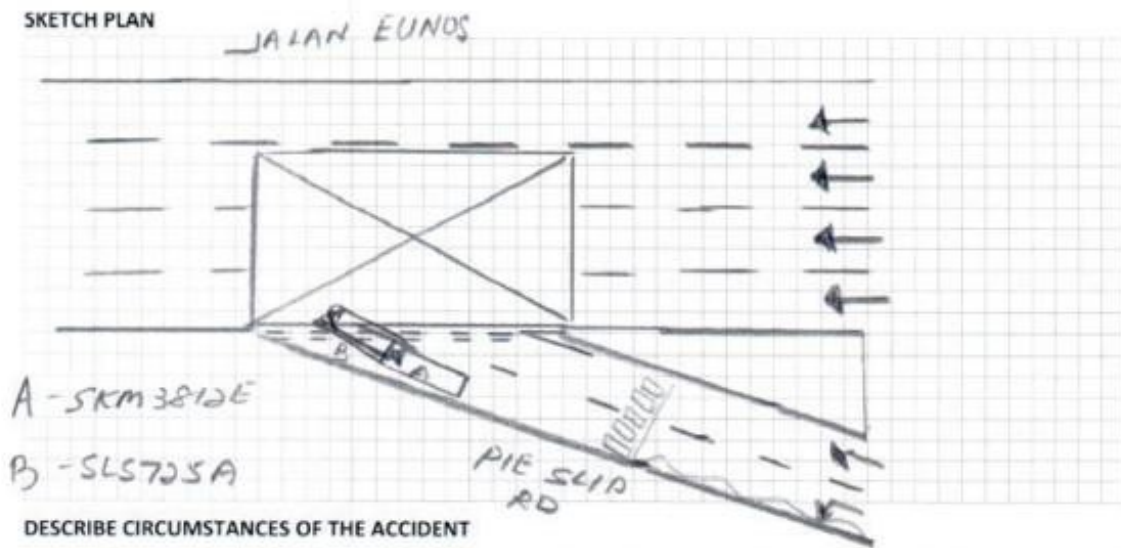 SKETCH PLAN
JALAN EUNOS
B
A
A - SKM3812E
B - SLS725A
PIE SLIP
RD
DESCRIBE CIRCUMSTANCES OF THE ACCIDENT